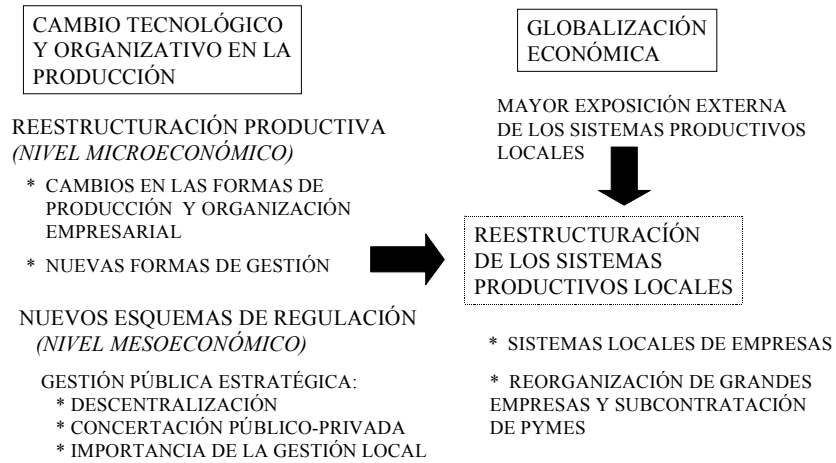 CAMBIO TECNOLÓGICO
Y ORGANIZATIVO EN LA
PRODUCCIÓN
REESTRUCTURACIÓN PRODUCTIVA
(NIVEL MICROECONÓMICO)
* CAMBIOS EN LAS FORMAS DE
PRODUCCIÓN Y ORGANIZACIÓN
EMPRESARIAL
* NUEVAS FORMAS DE GESTIÓN
NUEVOS ESQUEMAS DE REGULACIÓN
(NIVEL MESOECONÓMICO)
GESTIÓN PÚBLICA ESTRATÉGICA:
* DESCENTRALIZACIÓN
* CONCERTACIÓN PÚBLICO-PRIVADA
* IMPORTANCIA DE LA GESTIÓN LOCAL
GLOBALIZACIÓN
ECONÓMICA
MAYOR EXPOSICIÓN EXTERNA
DE LOS SISTEMAS PRODUCTIVOS
LOCALES
REESTRUCTURACÍÓN
DE LOS SISTEMAS
PRODUCTIVOS LOCALES
* SISTEMAS LOCALES DE EMPRESAS
* REORGANIZACIÓN DE GRANDES
EMPRESAS Y SUBCONTRATACIÓN
DE PYMES